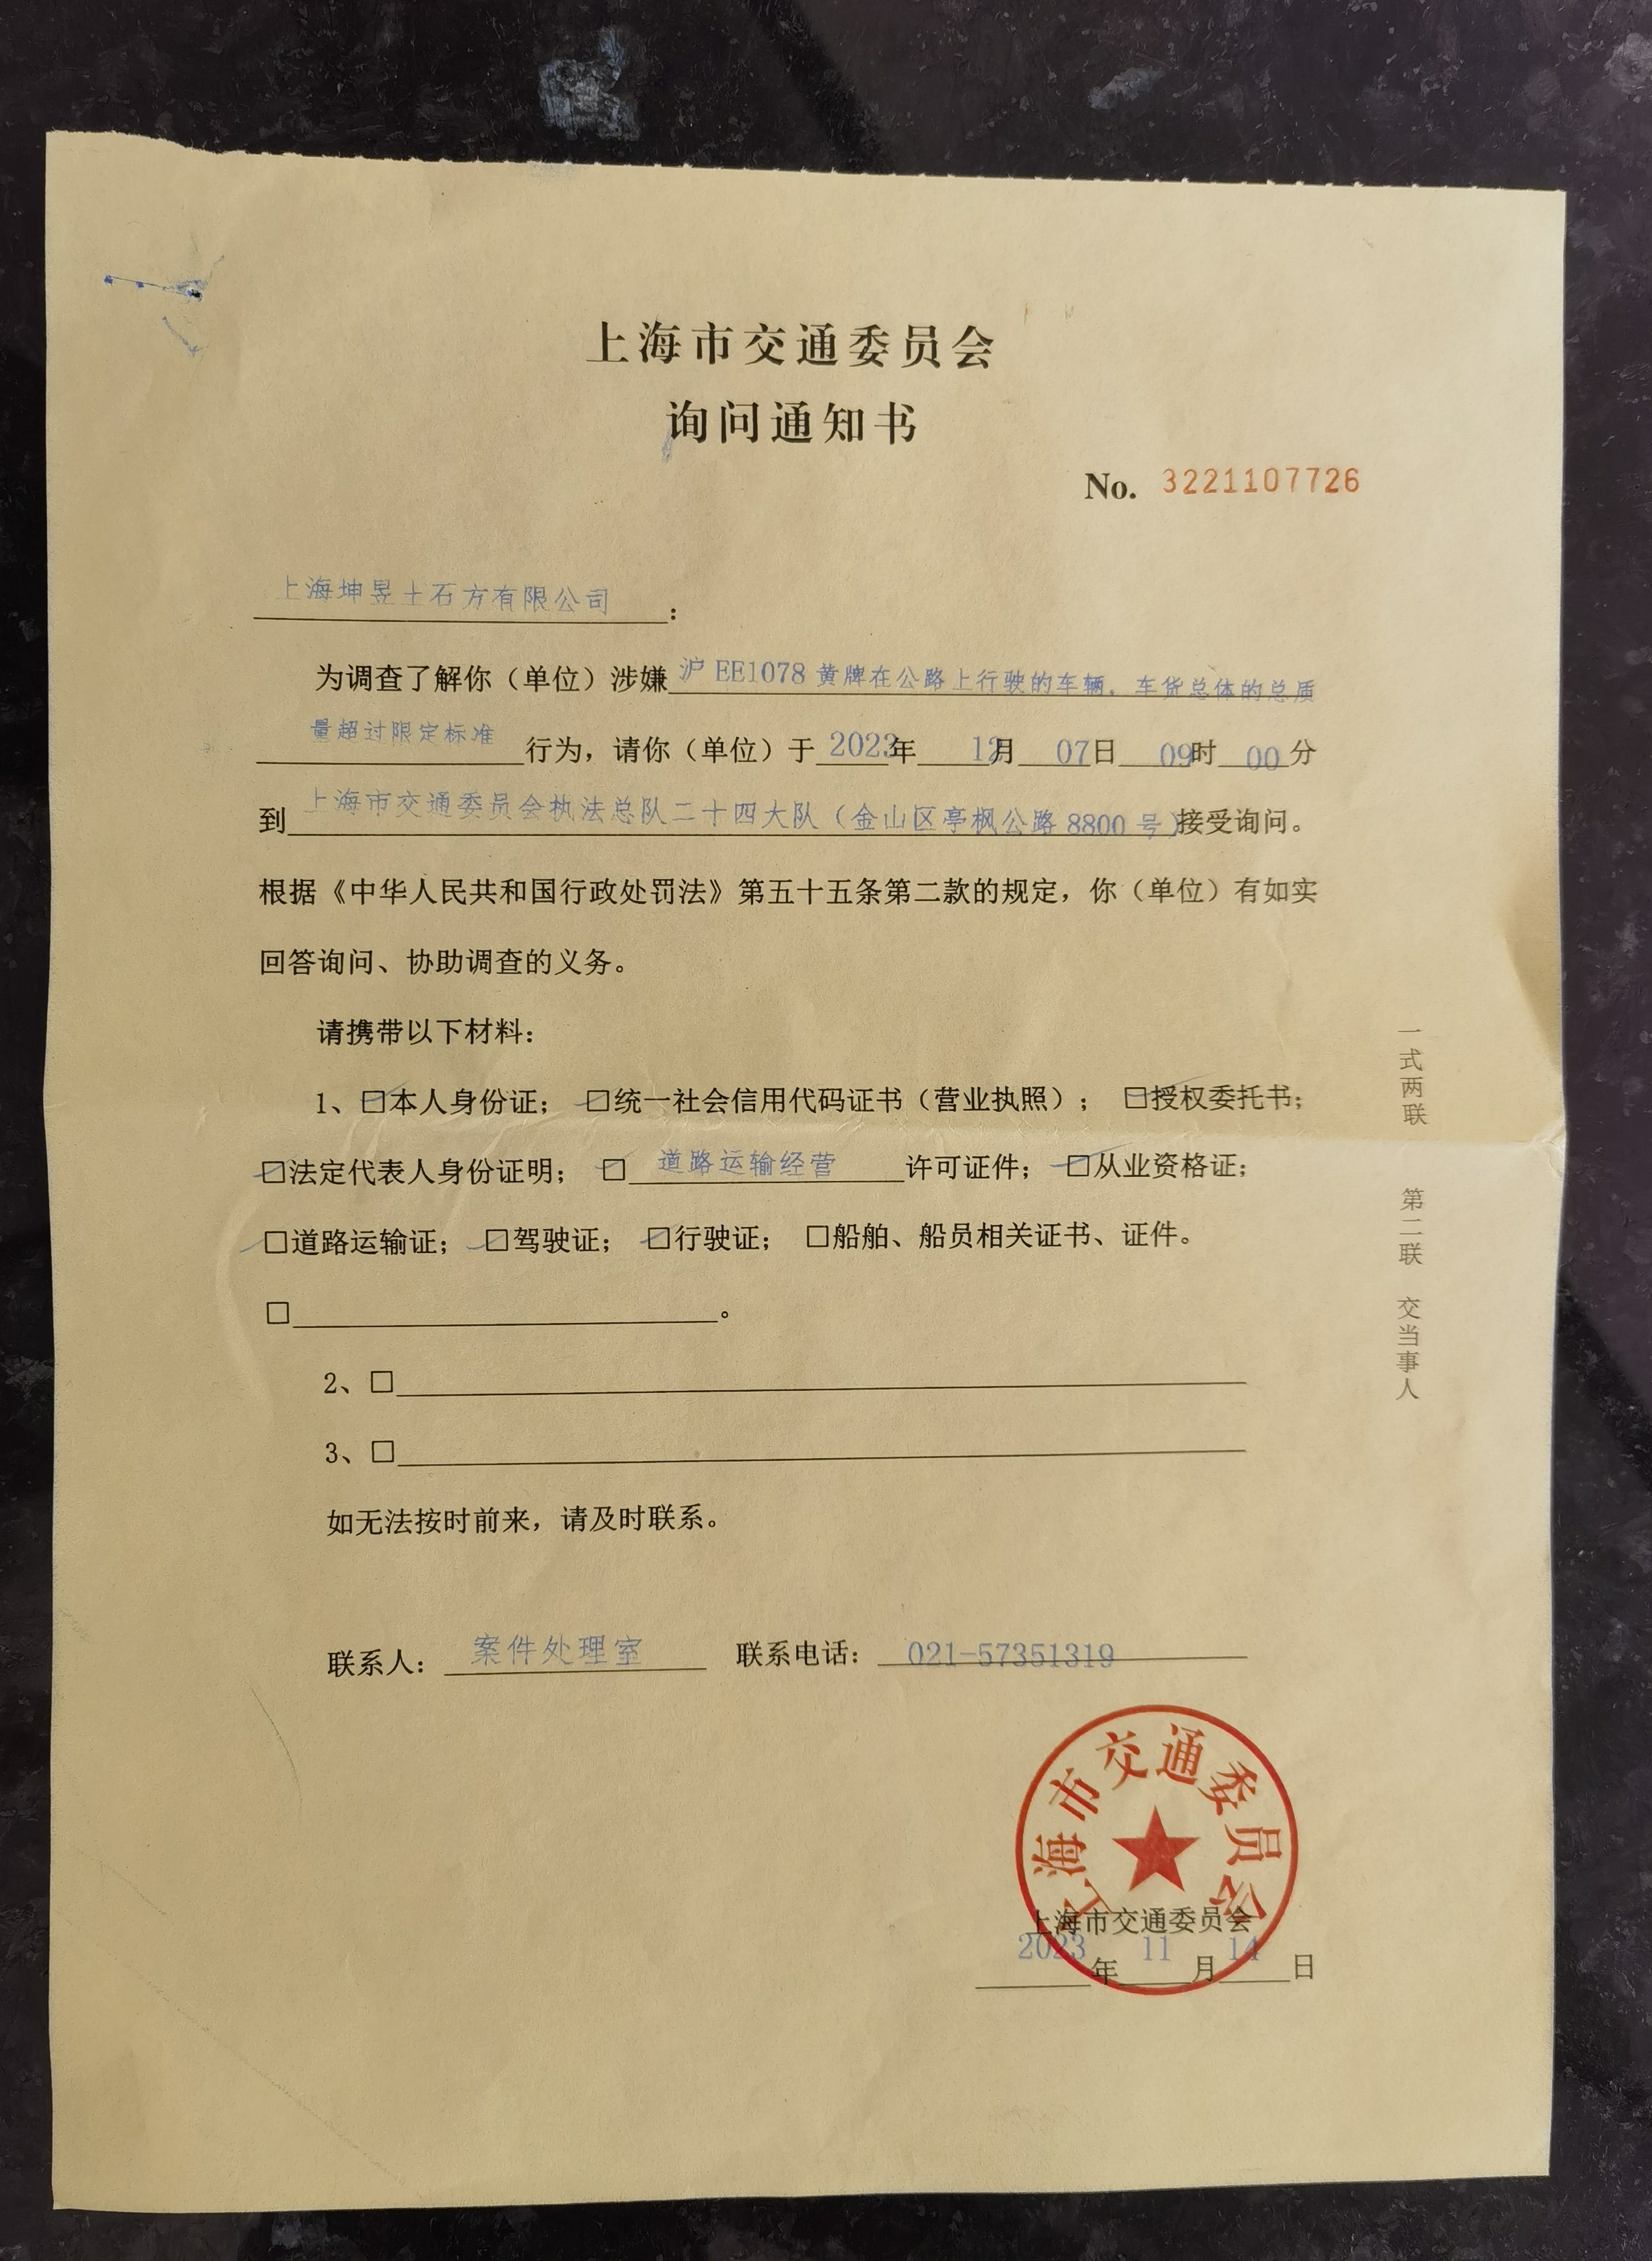 上海市交通委员会
询问通知书
No. 3221107726
上海坤昱土石方有限公司：
为调查了解你（单位）涉嫌沪EE1078黄牌在公路上行驶的车辆，车货总体的总质
量超过限定标准行为，请你（单位）于2023年12月07日09时00分
到上海市交通委员会执法总队二十四大队（金山区亭枫公路8800号）接受询问。
根据《中华人民共和国行政处罚法》第五十五条第二款的规定，你（单位）有如实
回答询问、协助调查的义务。
请携带以下材料：
1、☑本人身份证；☑统一社会信用代码证书（营业执照）；☑授权委托书；
☑法定代表人身份证明；☑道路运输经营许可证件；☑从业资格证；
☑道路运输证；☑驾驶证；☑行驶证；□船舶、船员相关证书、证件。
□。
2、□
3、□
如无法按时前来，请及时联系。
联系人：案件处理室 联系电话：021-57351319
上海市交通委员会
上海市交通委员会
2023年11月14日
一式两联 第二联 交当事人